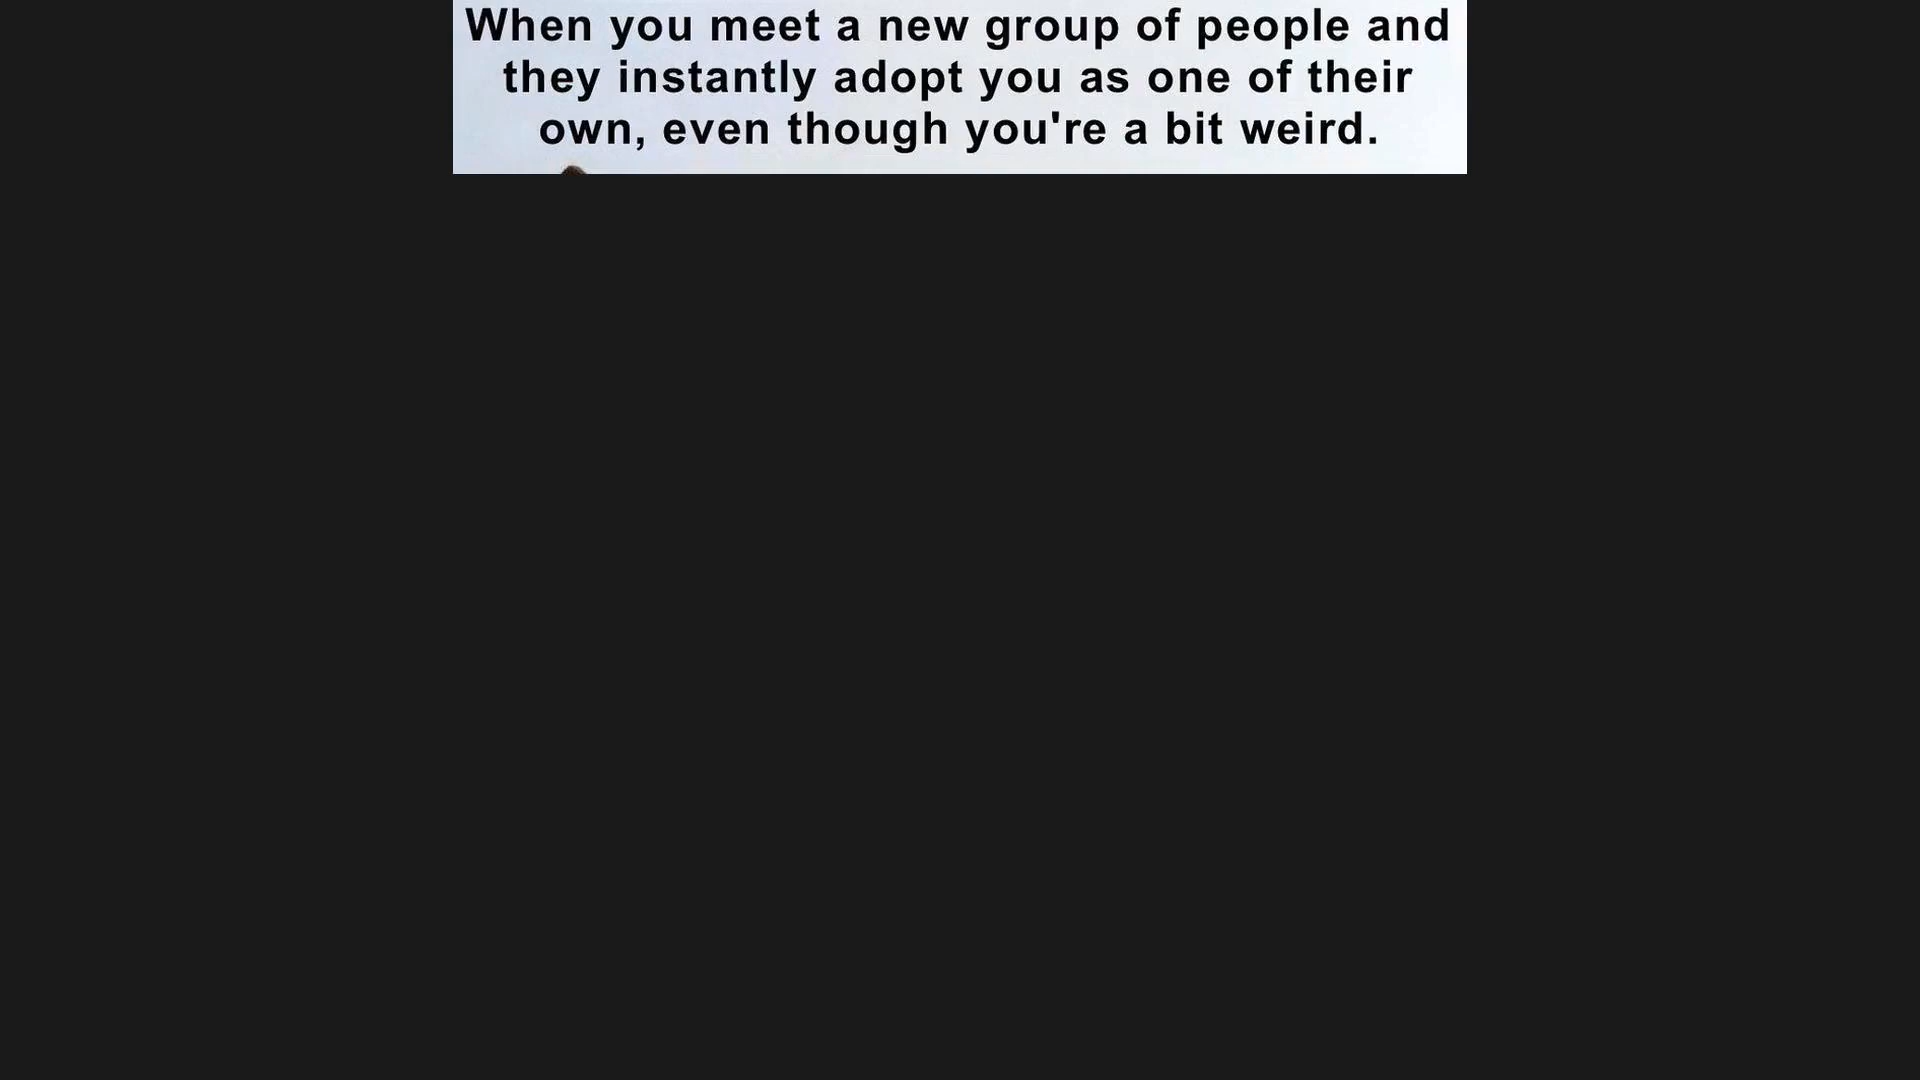 When you meet a new group of people and
they instantly adopt you as one of their
own, even though you're a bit weird.